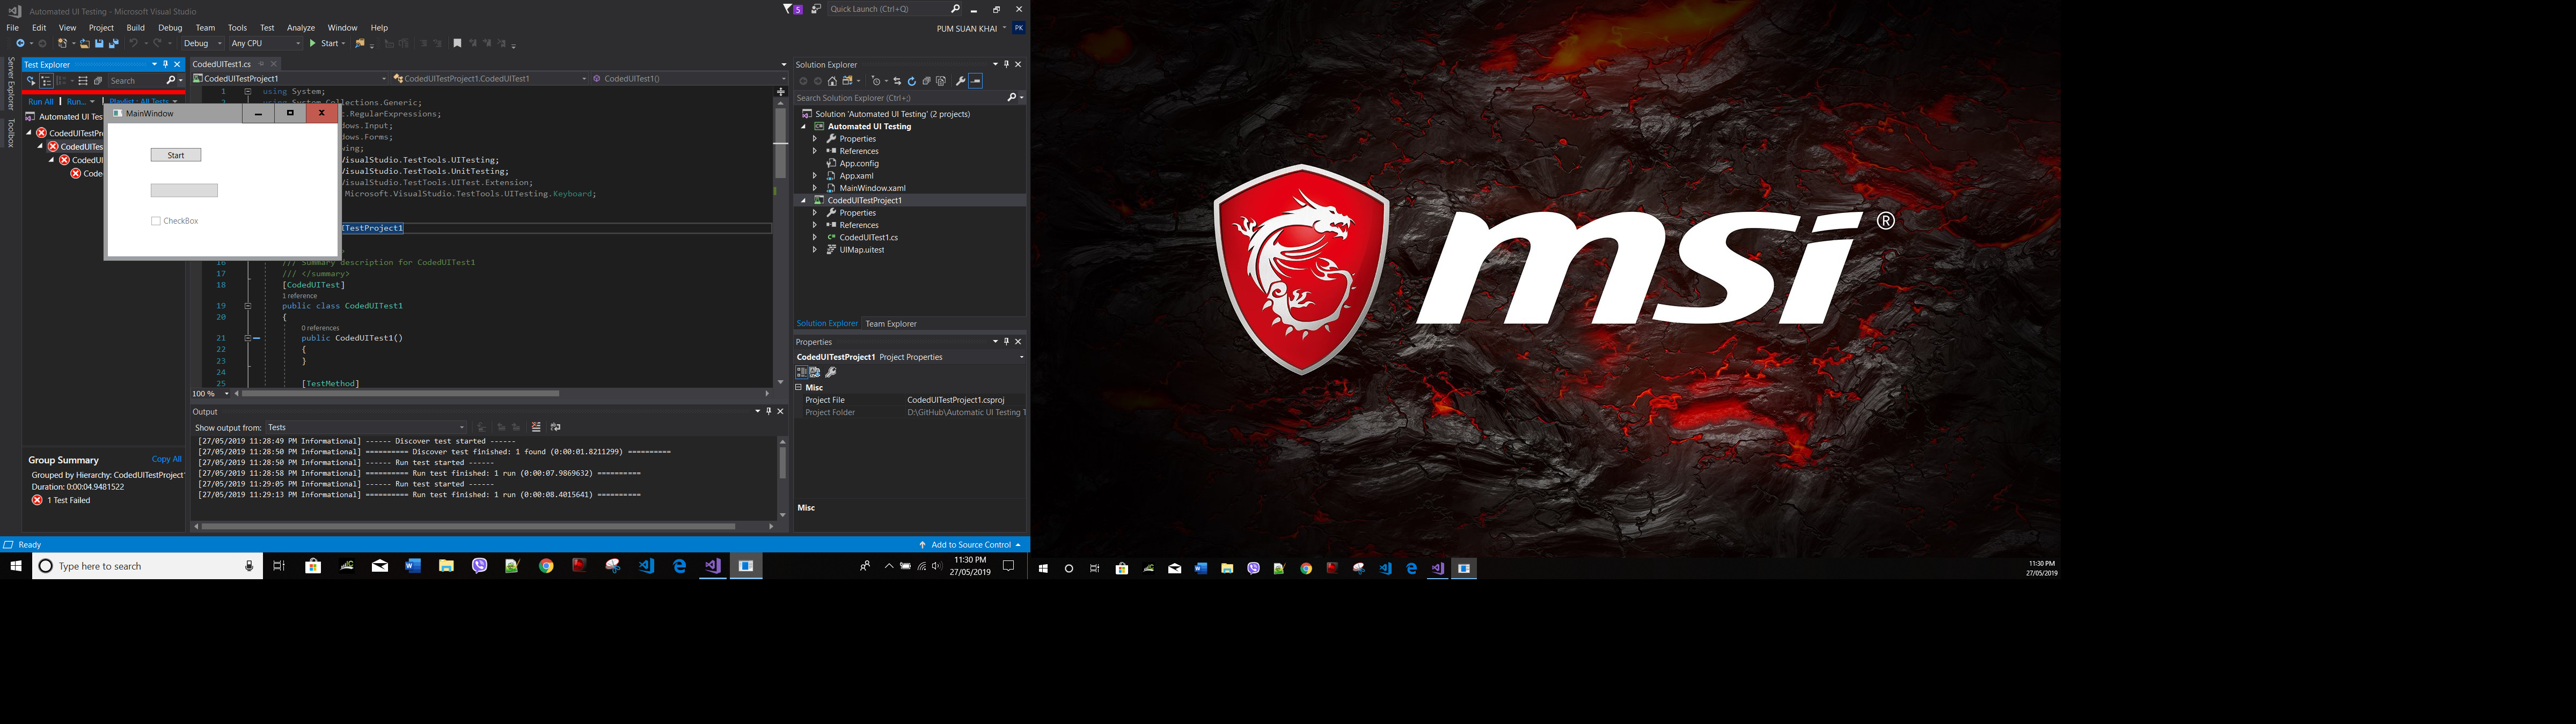 Automated UI Testing - Microsoft Visual Studio
5
Quick Launch (Ctrl+Q)
File Edit View Project Build Debug Team Tools Test Analyze Window Help
PUM SUAN KHAI
PK
Debug
Any CPU
Start
Server Explorer
Toolbox
Test Explorer
Search
Run All
Run...
Playlist : All Tests
Automated UI Tes
CodedUITestPr
CodedUITes
CodedUI
Code
MainWindow
Start
CheckBox
Group Summary
Copy All
Grouped by Hierarchy: CodedUITestProject
Duration: 0:00:04.9481522
1 Test Failed
CodedUITest1.cs
CodedUITestProject1
CodedUITestProject1.CodedUITest1
CodedUITest1()
1 using System;
2 using System.Collections.Generic;
t.RegularExpressions;
dows.Input;
dows.Forms;
wing;
VisualStudio.TestTools.UITesting;
VisualStudio.TestTools.UnitTesting;
VisualStudio.TestTools.UITest.Extension;
Microsoft.VisualStudio.TestTools.UITesting.Keyboard;
ITestProject1
16 /// Summary description for CodedUITest1
17 /// </summary>
18 [CodedUITest]
1 reference
19 public class CodedUITest1
20 {
0 references
21 public CodedUITest1()
22 {
23 }
24
25 [TestMethod]
100 %
Output
Show output from: Tests
[27/05/2019 11:28:49 PM Informational] ------ Discover test started ------
[27/05/2019 11:28:50 PM Informational] ========== Discover test finished: 1 found (0:00:01.8211299) ==========
[27/05/2019 11:28:50 PM Informational] ------ Run test started ------
[27/05/2019 11:28:58 PM Informational] ========== Run test finished: 1 run (0:00:07.9869632) ==========
[27/05/2019 11:29:05 PM Informational] ------ Run test started ------
[27/05/2019 11:29:13 PM Informational] ========== Run test finished: 1 run (0:00:08.4015641) ==========
Solution Explorer
Search Solution Explorer (Ctrl+;)
Solution 'Automated UI Testing' (2 projects)
Automated UI Testing
Properties
References
App.config
App.xaml
MainWindow.xaml
CodedUITestProject1
Properties
References
CodedUITest1.cs
UIMap.uitest
Solution Explorer
Team Explorer
Properties
CodedUITestProject1 Project Properties
Misc
Project File CodedUITestProject1.csproj
Project Folder D:\GitHub\Automatic UI Testing 1
Misc
Ready
Add to Source Control
Type here to search
11:30 PM
27/05/2019
msi®
11:30 PM
27/05/2019